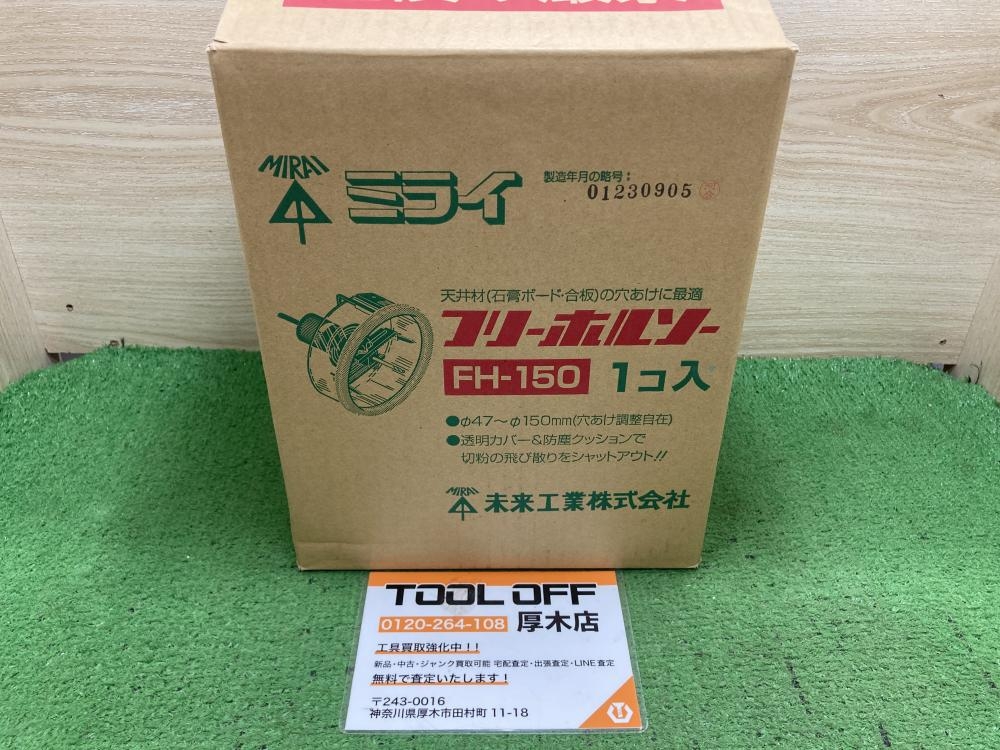 MIRAI
ミライ
製造年月の略号:
01230905
天井材(石膏ボード・合板)の穴あけに最適
フリーホルソー
FH-150
1コ入
●φ47～φ150mm(穴あけ調整自在)
●透明カバー&防塵クッションで
切粉の飛び散りをシャットアウト!!
MIRAI
未来工業株式会社
TOOL OFF
0120-264-108
厚木店
工具買取強化中!!
新品・中古・ジャンク買取可能 宅配査定・出張査定・LINE査定
無料で査定いたします!
〒243-0016
神奈川県厚木市田村町 11-18